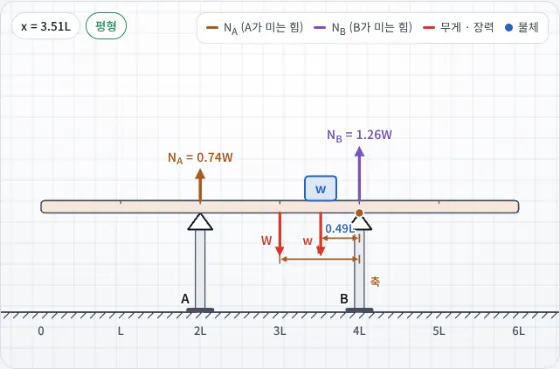 x = 3.51L 평형 N_A (A가 미는 힘) N_B (B가 미는 힘) 무게 · 장력 물체
N_B = 1.26W
N_A = 0.74W
w
0.49L
W w
축
A B
0 L 2L 3L 4L 5L 6L